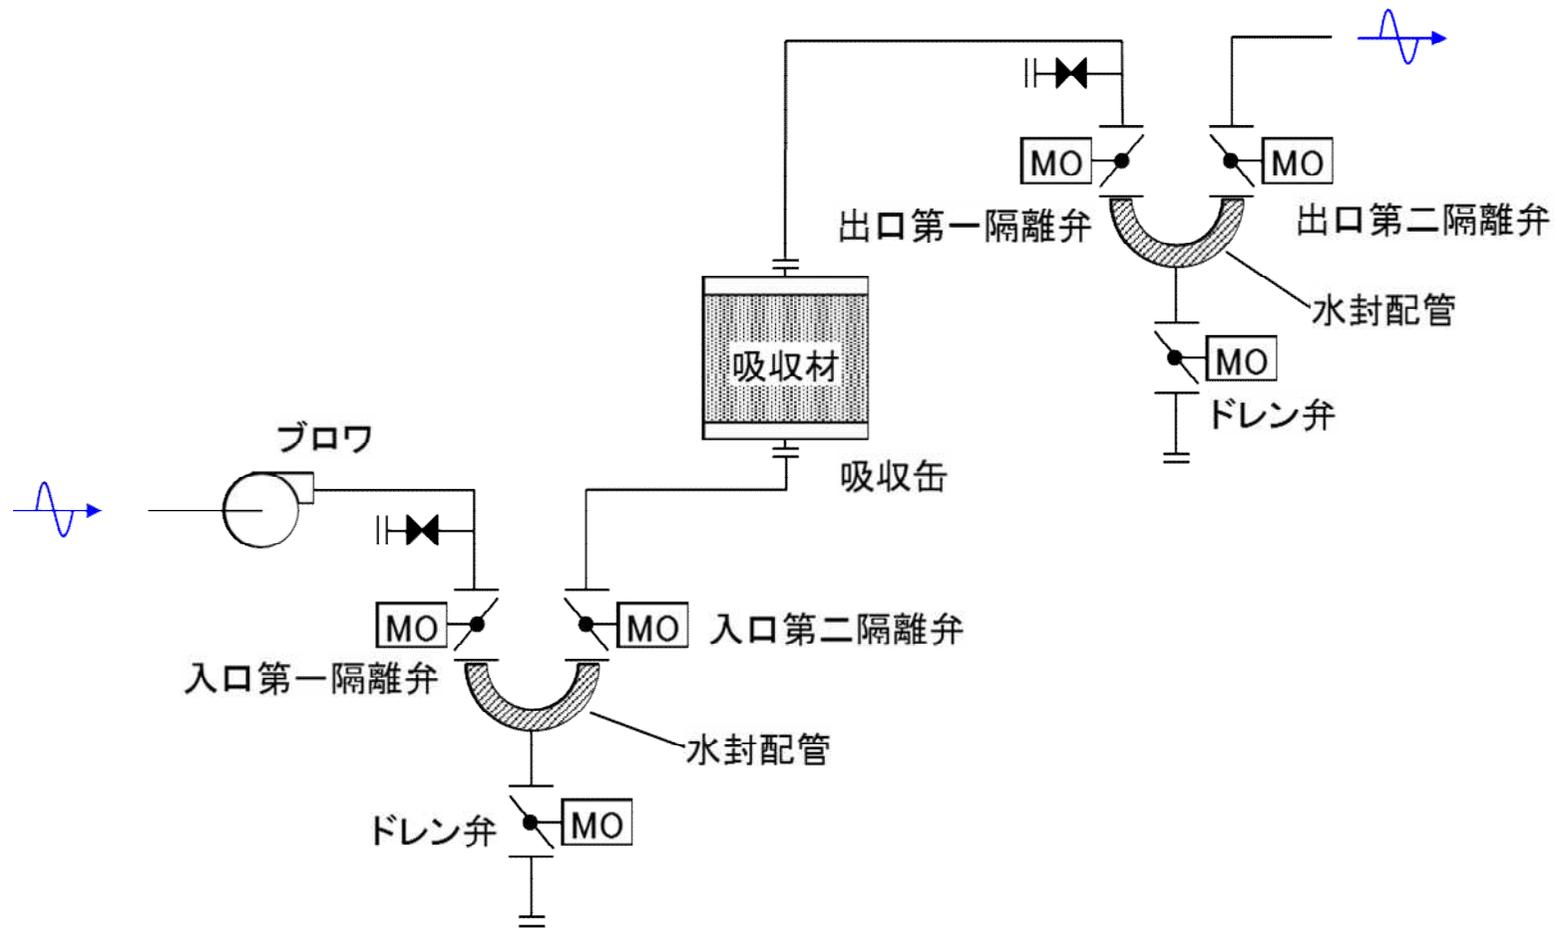 MO
MO
出口第一隔離弁
出口第二隔離弁
水封配管
吸収材
MO
ドレン弁
ブロワ
吸収缶
MO
MO
入口第二隔離弁
入口第一隔離弁
水封配管
ドレン弁
MO